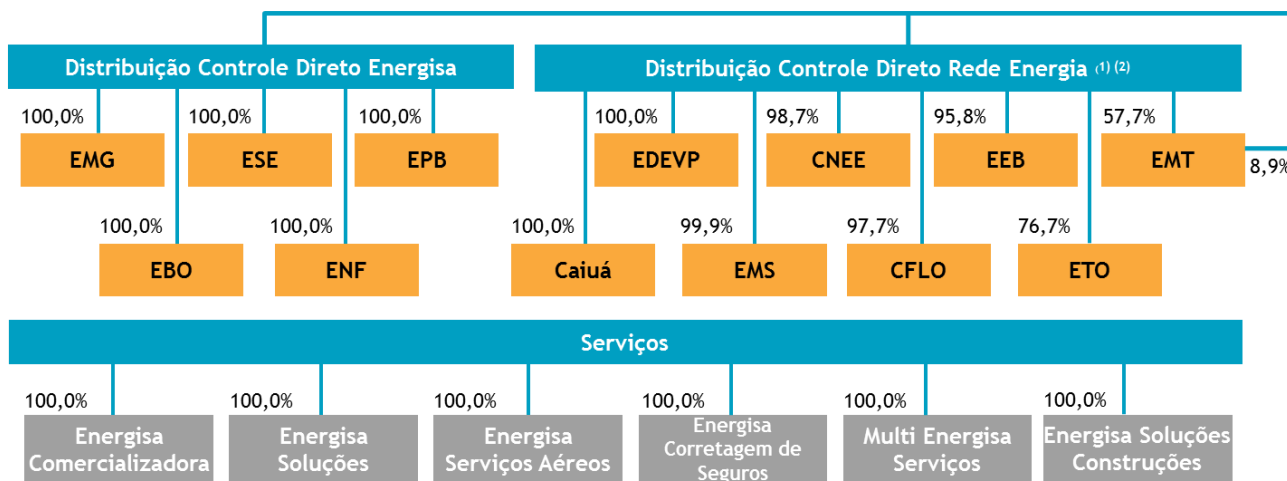 Distribuição Controle Direto Energisa
Distribuição Controle Direto Rede Energia (1) (2)
100,0%
100,0%
100,0%
100,0%
98,7%
95,8%
57,7%
EMG
ESE
EPB
EDEVP
CNEE
EEB
EMT
8,9%
100,0%
100,0%
100,0%
99,9%
97,7%
76,7%
EBO
ENF
Caiuá
EMS
CFLO
ETO
Serviços
100,0%
100,0%
100,0%
100,0%
100,0%
100,0%
Energisa
Comercializadora
Energisa
Soluções
Energisa
Serviços Aéreos
Energisa
Corretagem de
Seguros
Multi Energisa
Serviços
Energisa Soluções
Construções